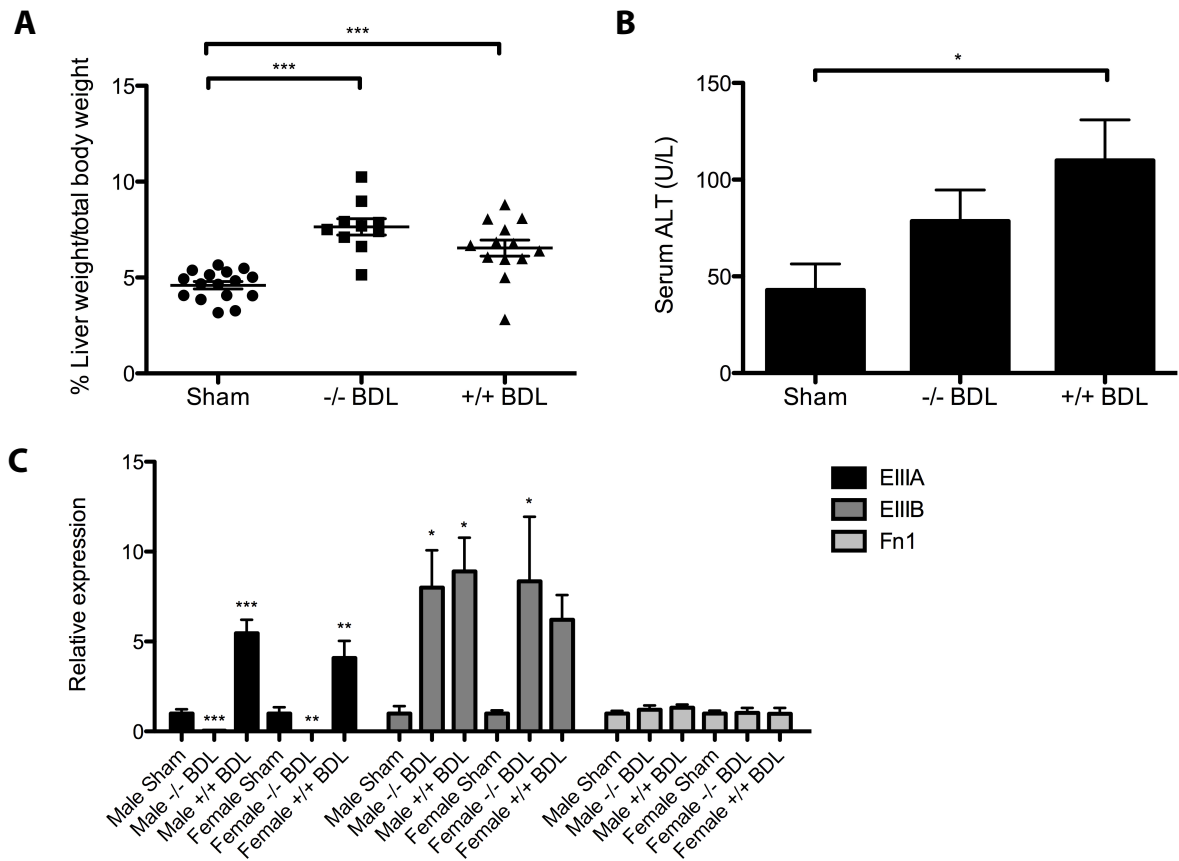 A
***
***
% Liver weight/total body weight
15
10
5
0
Sham -/- BDL +/+ BDL
B
*
Serum ALT (U/L)
150
100
50
0
Sham -/- BDL +/+ BDL
C
Relative expression
15
10
5
0
*** *** ** ** * * *
Male Sham
Male -/- BDL
Male +/+ BDL
Female Sham
Female -/- BDL
Female +/+ BDL
Male Sham
Male -/- BDL
Male +/+ BDL
Female Sham
Female -/- BDL
Female +/+ BDL
Male Sham
Male -/- BDL
Male +/+ BDL
Female Sham
Female -/- BDL
Female +/+ BDL
EIIIA
EIIIB
Fn1